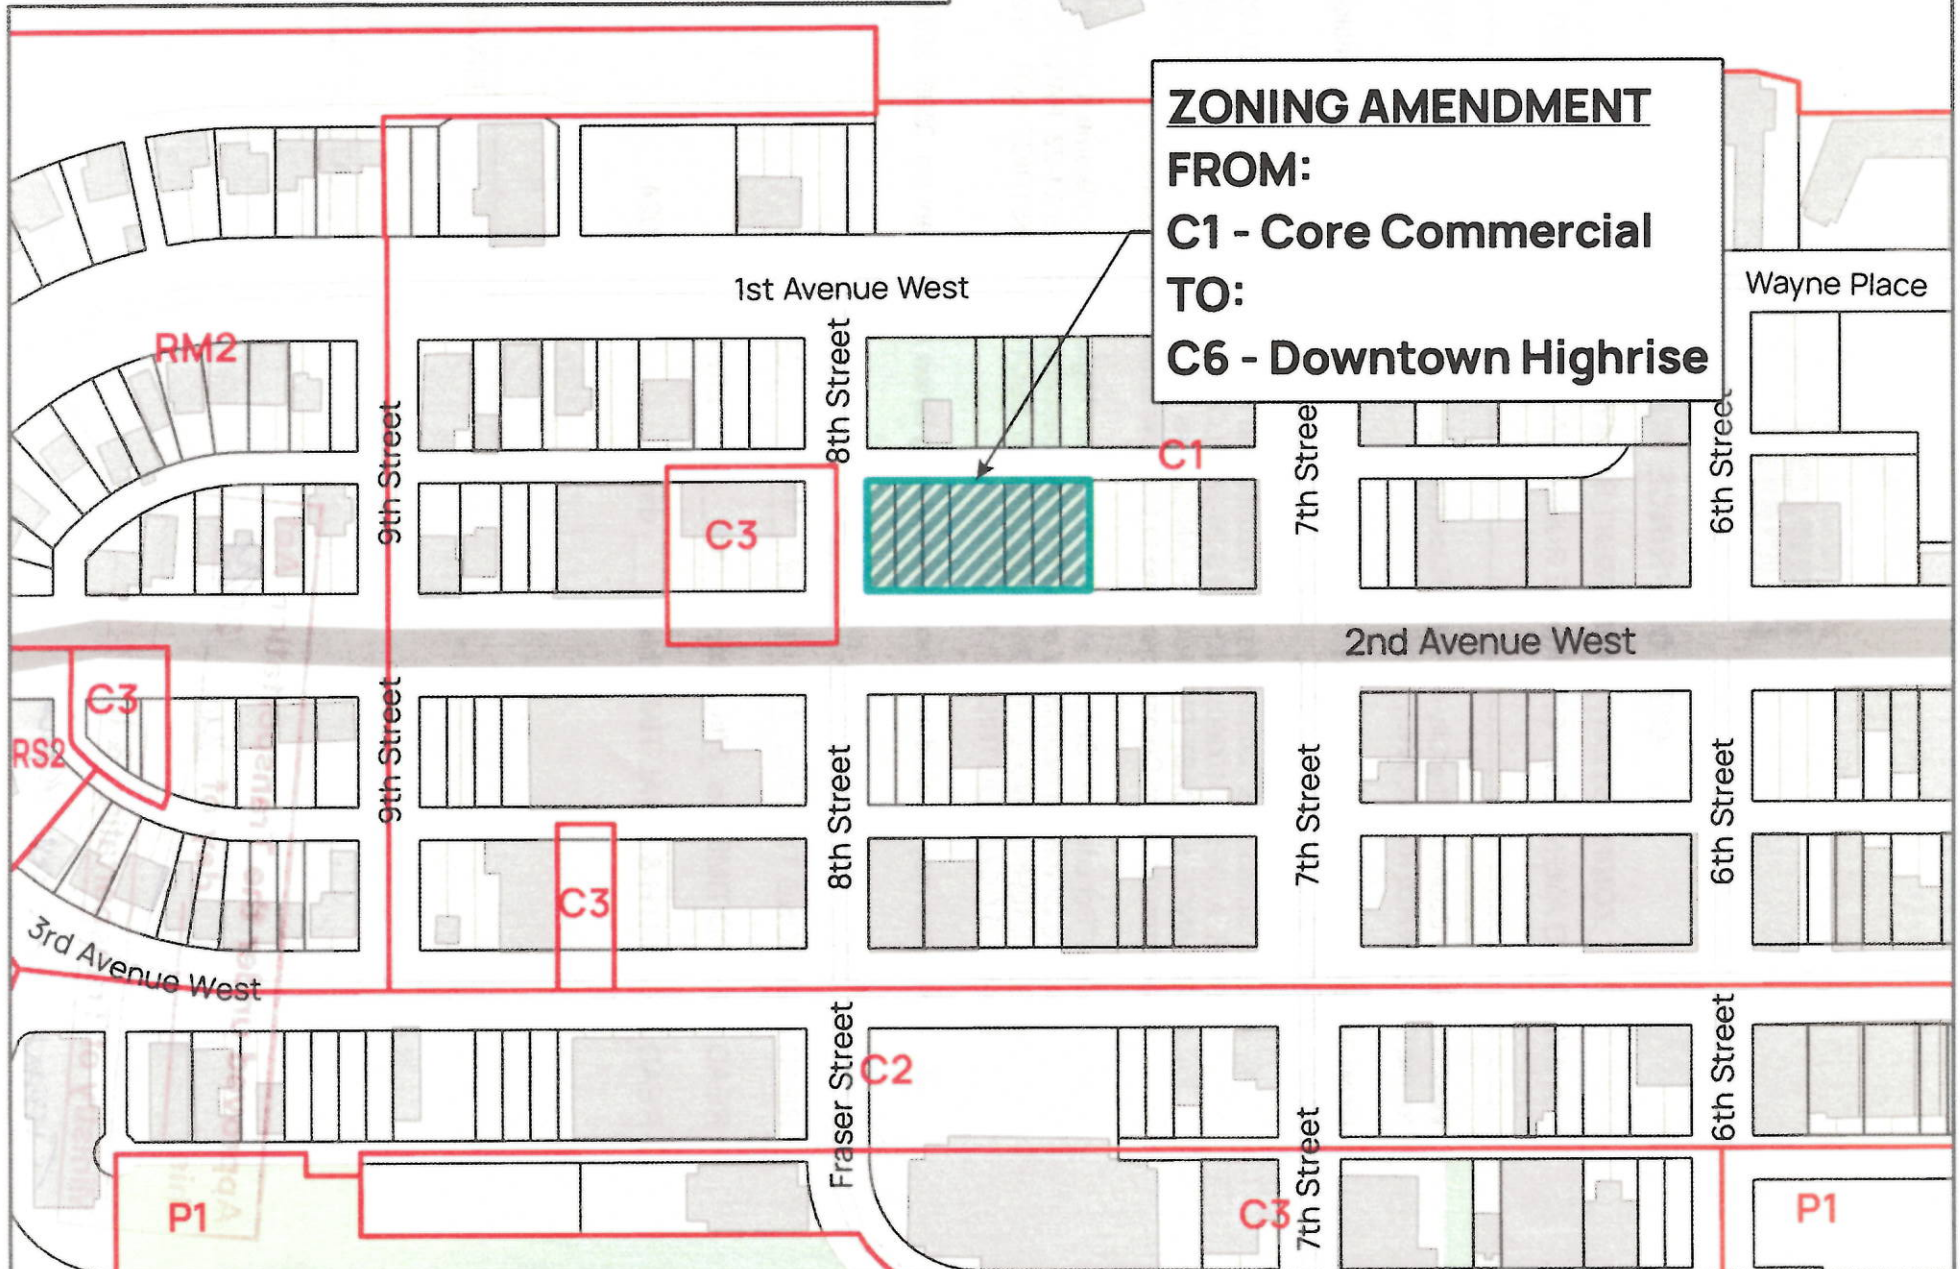 ZONING AMENDMENT
FROM:
C1 - Core Commercial
TO:
C6 - Downtown Highrise
1st Avenue West
Wayne Place
RM2
9th Street
8th Street
C1
7th Stree
6th Street
C3
2nd Avenue West
C3
RS2
9th Street
8th Street
7th Street
6th Street
C3
3rd Avenue West
Fraser Street
C2
6th Street
7th Street
P1
C3
P1